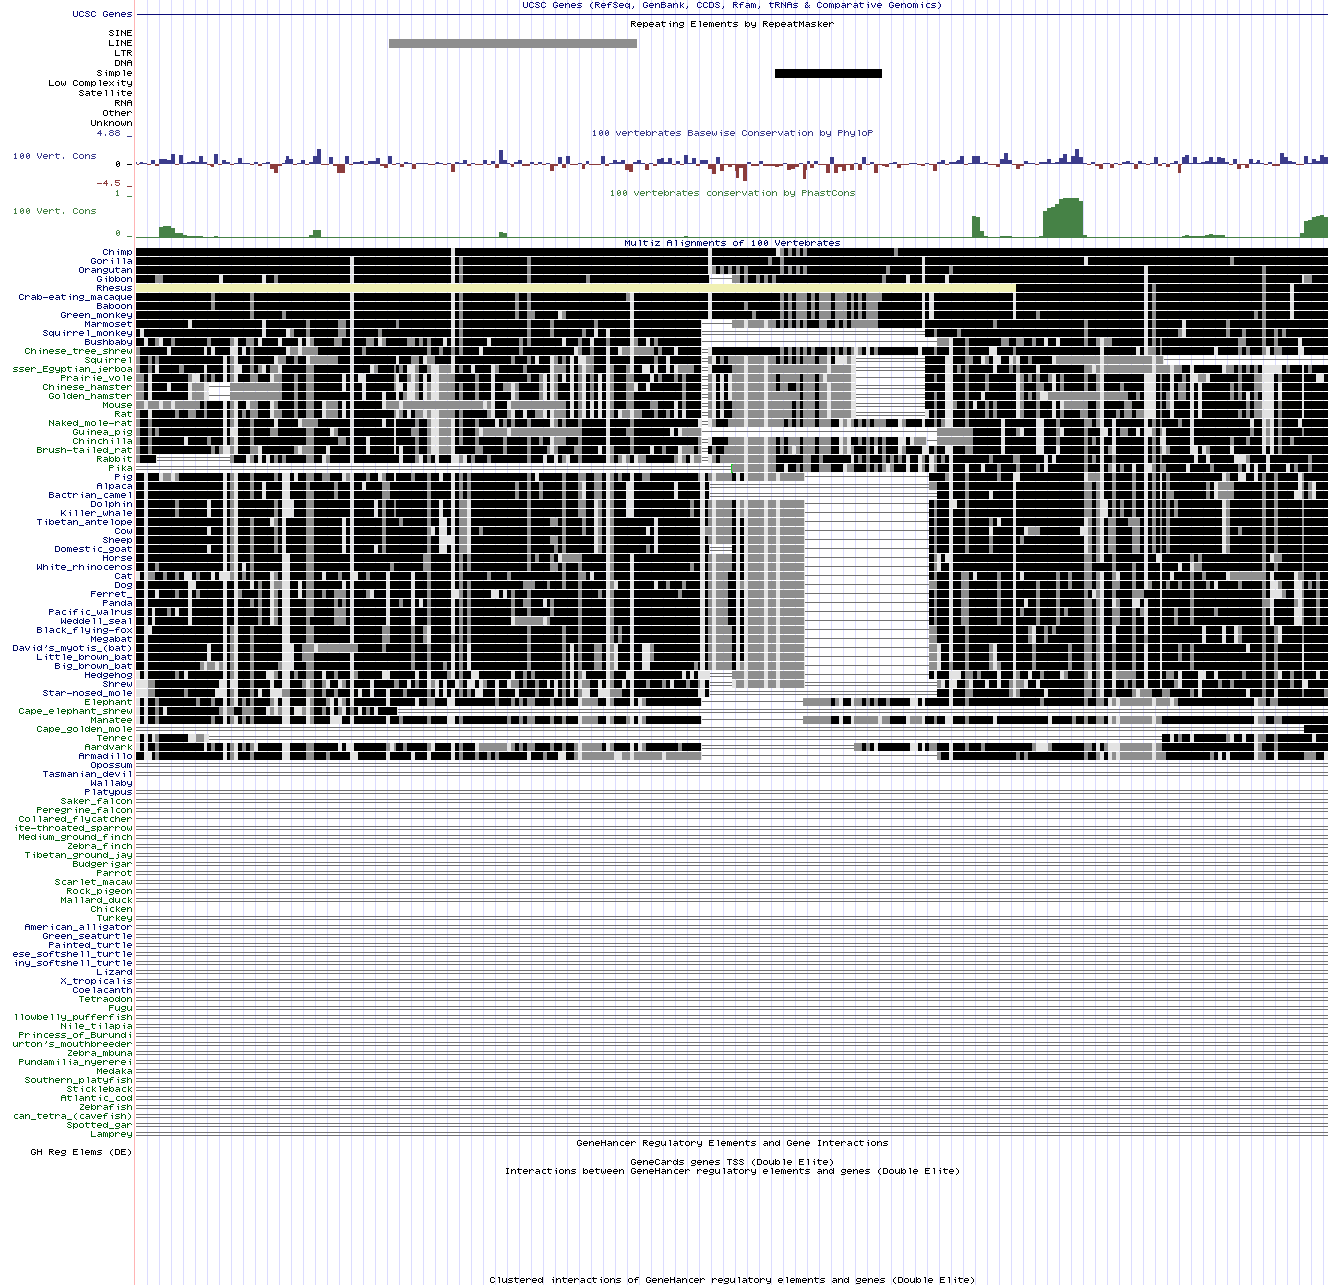 UCSC Genes (RefSeq, GenBank, CCDS, Rfam, tRNAs & Comparative Genomics)
UCSC Genes
Repeating Elements by RepeatMasker
SINE
LINE
LTR
DNA
Simple
Low Complexity
Satellite
RNA
Other
Unknown
4.88 _
100 vertebrates Basewise Conservation by PhyloP
100 Vert. Cons
0 -
-4.5 _
100 vertebrates conservation by PhastCons
1 _
100 Vert. Cons
0 _
Multiz Alignments of 100 Vertebrates
Chimp
Gorilla
Orangutan
Gibbon
Rhesus
Crab-eating_macaque
Baboon
Green_monkey
Marmoset
Squirrel_monkey
Bushbaby
Chinese_tree_shrew
Squirrel
sser_Egyptian_jerboa
Prairie_vole
Chinese_hamster
Golden_hamster
Mouse
Rat
Naked_mole-rat
Guinea_pig
Chinchilla
Brush-tailed_rat
Rabbit
Pika
Pig
Alpaca
Bactrian_camel
Dolphin
Killer_whale
Tibetan_antelope
Cow
Sheep
Domestic_goat
Horse
White_rhinoceros
Cat
Dog
Ferret_
Panda
Pacific_walrus
Weddell_seal
Black_flying-fox
Megabat
David's_myotis_(bat)
Little_brown_bat
Big_brown_bat
Hedgehog
Shrew
Star-nosed_mole
Elephant
Cape_elephant_shrew
Manatee
Cape_golden_mole
Tenrec
Aardvark
Armadillo
Opossum
Tasmanian_devil
Wallaby
Platypus
Saker_falcon
Peregrine_falcon
Collared_flycatcher
ite-throated_sparrow
Medium_ground_finch
Zebra_finch
Tibetan_ground_jay
Budgerigar
Parrot
Scarlet_macaw
Rock_pigeon
Mallard_duck
Chicken
Turkey
American_alligator
Green_seaturtle
Painted_turtle
ese_softshell_turtle
iny_softshell_turtle
Lizard
X_tropicalis
Coelacanth
Tetraodon
Fugu
llowbelly_pufferfish
Nile_tilapia
Princess_of_Burundi
urton's_mouthbreeder
Zebra_mbuna
Pundamilia_nyererei
Medaka
Southern_platyfish
Stickleback
Atlantic_cod
Zebrafish
can_tetra_(cavefish)
Spotted_gar
Lamprey
GeneHancer Regulatory Elements and Gene Interactions
GH Reg Elems (DE)
GeneCards genes TSS (Double Elite)
Interactions between GeneHancer regulatory elements and genes (Double Elite)
Clustered interactions of GeneHancer regulatory elements and genes (Double Elite)